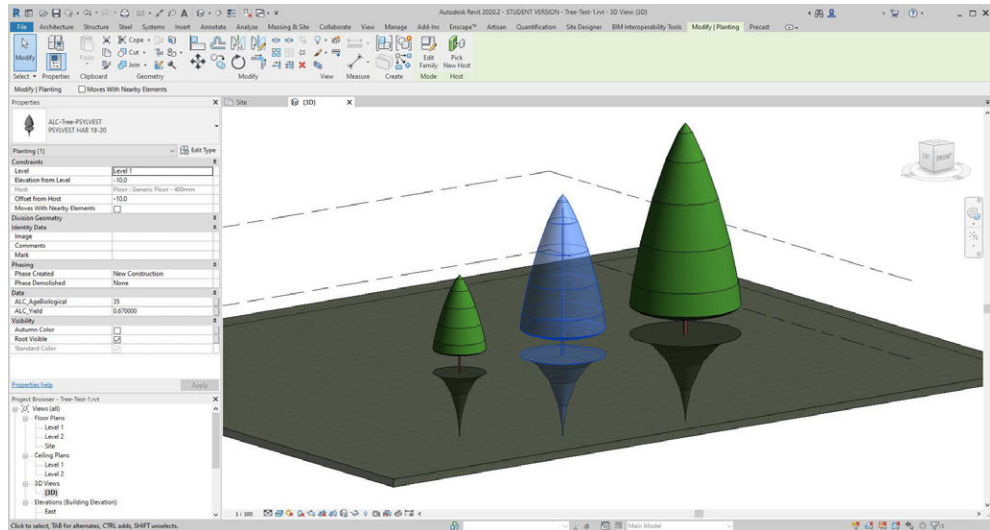 Autodesk Revit 2020.2 - STUDENT VERSION - Tree-Test-1.rvt - 3D View: {3D}
File Architecture Structure Steel Systems Insert Annotate Analyze Massing & Site Collaborate View Manage Add-Ins Enscape™ Artisan Quantification Site Designer BIM Interoperability Tools Modify | Planting Precast
Modify
Paste
Cope
Cut
Join
Edit Family
Pick New Host
Select Properties Clipboard Geometry Modify View Measure Create Mode Host
Modify | Planting Moves With Nearby Elements
Properties X
Site {3D} X
ALC-Tree-PSYLVEST
PSYLVEST HAB 18-20
Planting (1) Edit Type
Constraints
Level Level 1
Elevation from Level -10.0
Host Floor : Generic Floor - 400mm
Offset from Host -10.0
Moves With Nearby Elements
Division Geometry
Identity Data
Image
Comments
Mark
Phasing
Phase Created New Construction
Phase Demolished None
Data
ALC_AgeBiological 35
ALC_Yield 0.670000
Visibility
Autumn Color
Root Visible
Standard Color
Properties help Apply
FRONT
Project Browser - Tree-Test-1.rvt X
Views (all)
Floor Plans
Level 1
Level 2
Site
Ceiling Plans
Level 1
Level 2
3D Views
{3D}
Elevations (Building Elevation)
East
1 : 100
Click to select, TAB for alternates, CTRL adds, SHIFT unselects.
Main Model
:1